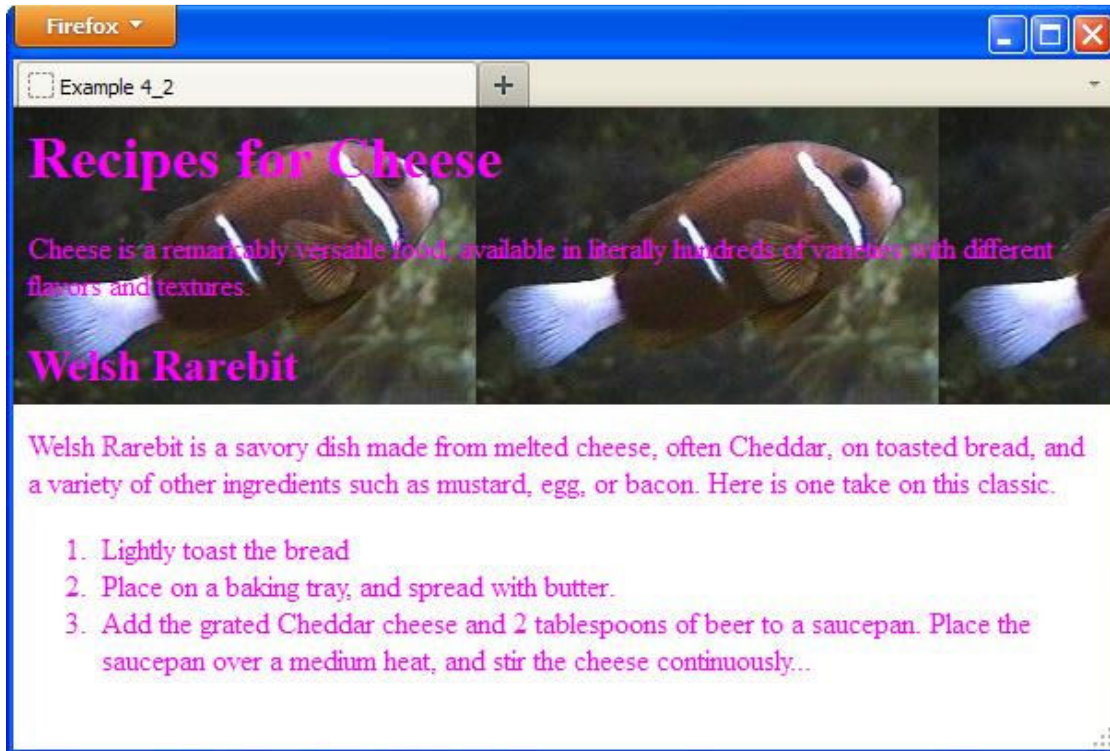 Firefox
Example 4_2
Recipes for Cheese
Cheese is a remarkably versatile food, available in literally hundreds of varieties with different
flavors and textures.
Welsh Rarebit
Welsh Rarebit is a savory dish made from melted cheese, often Cheddar, on toasted bread, and
a variety of other ingredients such as mustard, egg, or bacon. Here is one take on this classic.
1. Lightly toast the bread
2. Place on a baking tray, and spread with butter.
3. Add the grated Cheddar cheese and 2 tablespoons of beer to a saucepan. Place the
saucepan over a medium heat, and stir the cheese continuously...